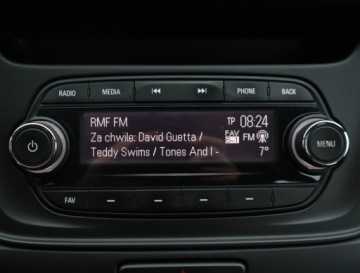 RADIO MEDIA PHONE BACK
RMF FM TP 08:24
Za chwile: David Guetta / FAV FM
Teddy Swims / Tones And I - 7°
MENU
FAV